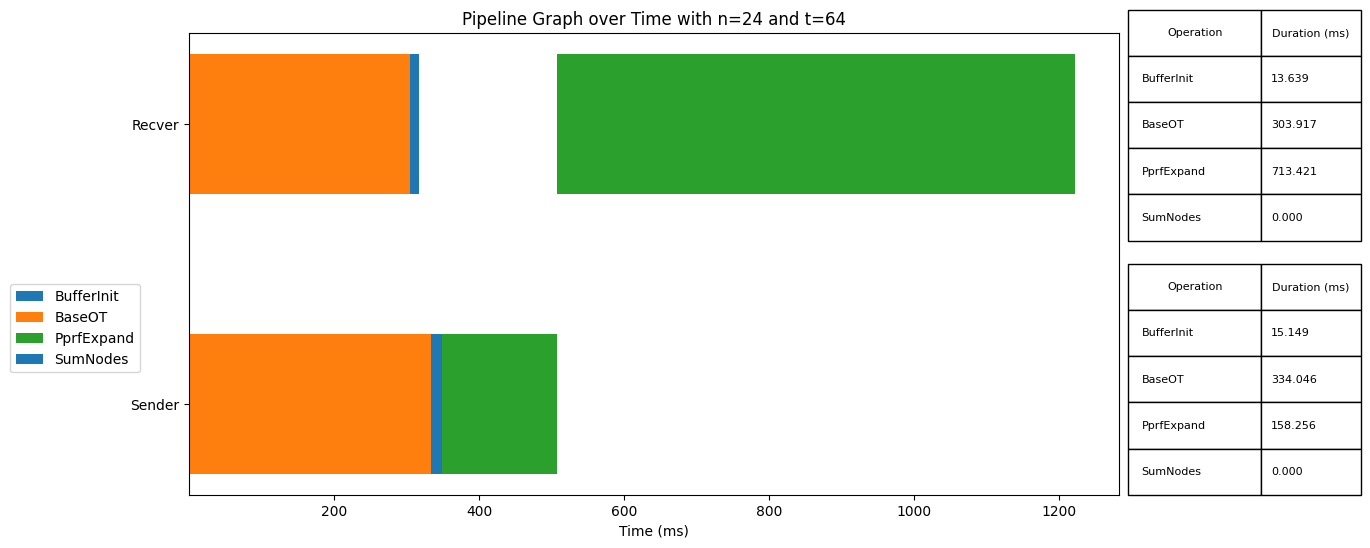 Pipeline Graph over Time with n=24 and t=64
Recver
Sender
BufferInit
BaseOT
PprfExpand
SumNodes
200 400 600 800 1000 1200
Time (ms)
Operation Duration (ms)
BufferInit 13.639
BaseOT 303.917
PprfExpand 713.421
SumNodes 0.000
Operation Duration (ms)
BufferInit 15.149
BaseOT 334.046
PprfExpand 158.256
SumNodes 0.000